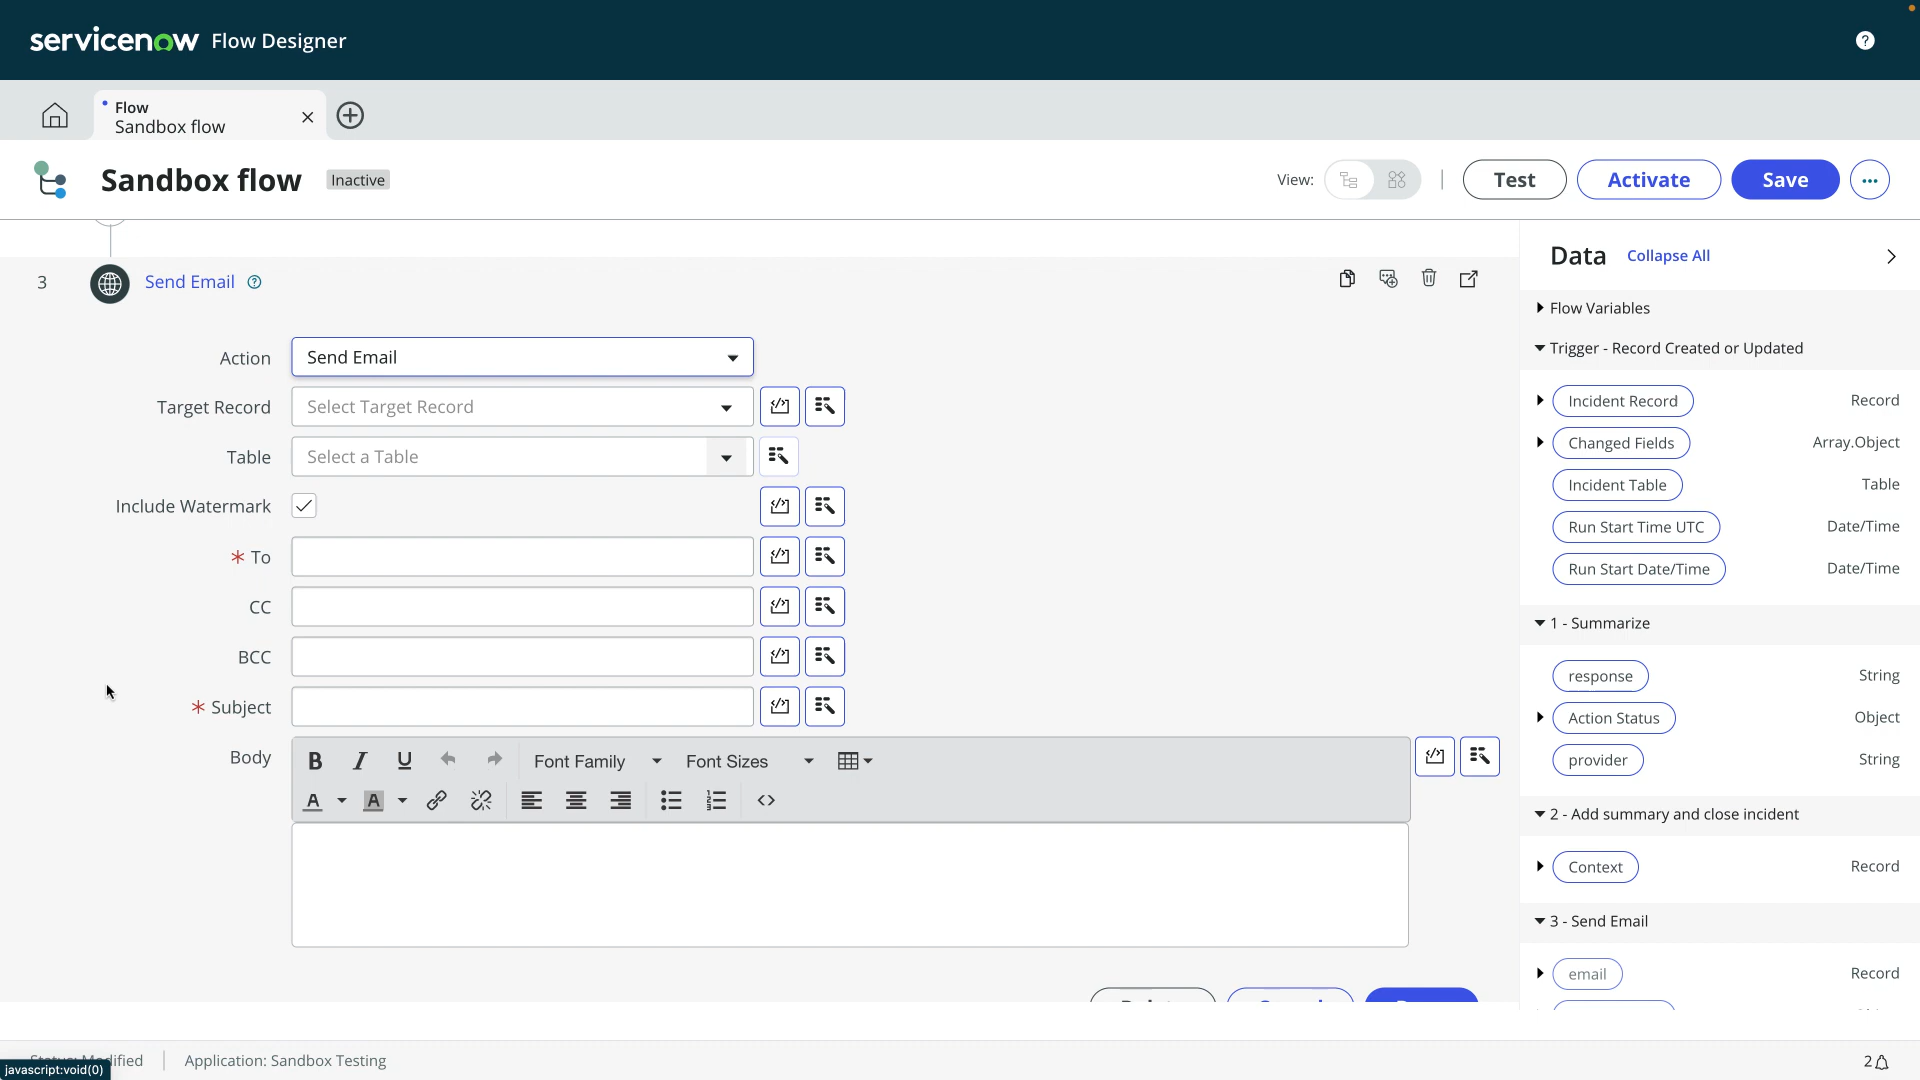 servicenow Flow Designer
?
Flow
Sandbox flow
Sandbox flow
Inactive
View:
Test
Activate
Save
3
Send Email
Data
Collapse All
Action
Send Email
Target Record
Select Target Record
Table
Select a Table
Include Watermark
* To
CC
BCC
* Subject
Body
B I U
Font Family
Font Sizes
A
A
Flow Variables
Trigger - Record Created or Updated
Incident Record
Record
Changed Fields
Array.Object
Incident Table
Table
Run Start Time UTC
Date/Time
Run Start Date/Time
Date/Time
1 - Summarize
response
String
Action Status
Object
provider
String
2 - Add summary and close incident
Context
Record
3 - Send Email
email
Record
Status: Modified
Application: Sandbox Testing
2
javascript:void(0)